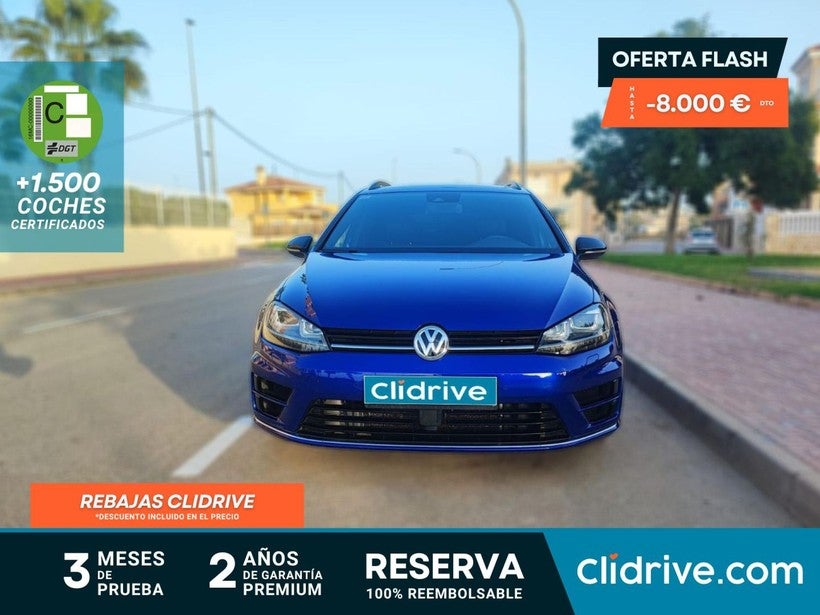 C
DGT
+1.500
COCHES
CERTIFICADOS
OFERTA FLASH
HASTA
-8.000 €
DTO
Clidrive
REBAJAS CLIDRIVE
*DESCUENTO INCLUIDO EN EL PRECIO
3 MESES
DE
PRUEBA
2 AÑOS
DE GARANTÍA
PREMIUM
RESERVA
100% REEMBOLSABLE
Clidrive.com